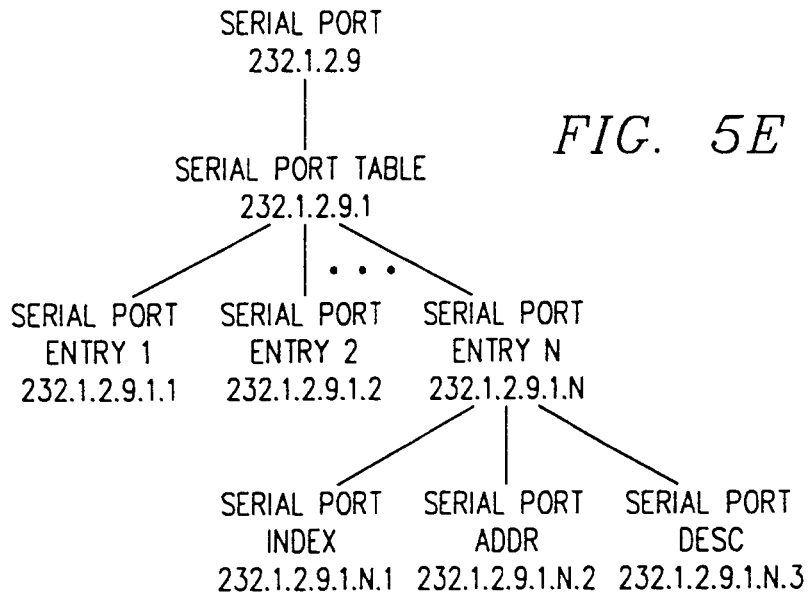 SERIAL PORT
232.1.2.9
FIG. 5E
SERIAL PORT TABLE
232.1.2.9.1
SERIAL PORT
ENTRY 1
232.1.2.9.1.1
SERIAL PORT
ENTRY 2
232.1.2.9.1.2
SERIAL PORT
ENTRY N
232.1.2.9.1.N
SERIAL PORT
INDEX
232.1.2.9.1.N.1
SERIAL PORT
ADDR
232.1.2.9.1.N.2
SERIAL PORT
DESC
232.1.2.9.1.N.3